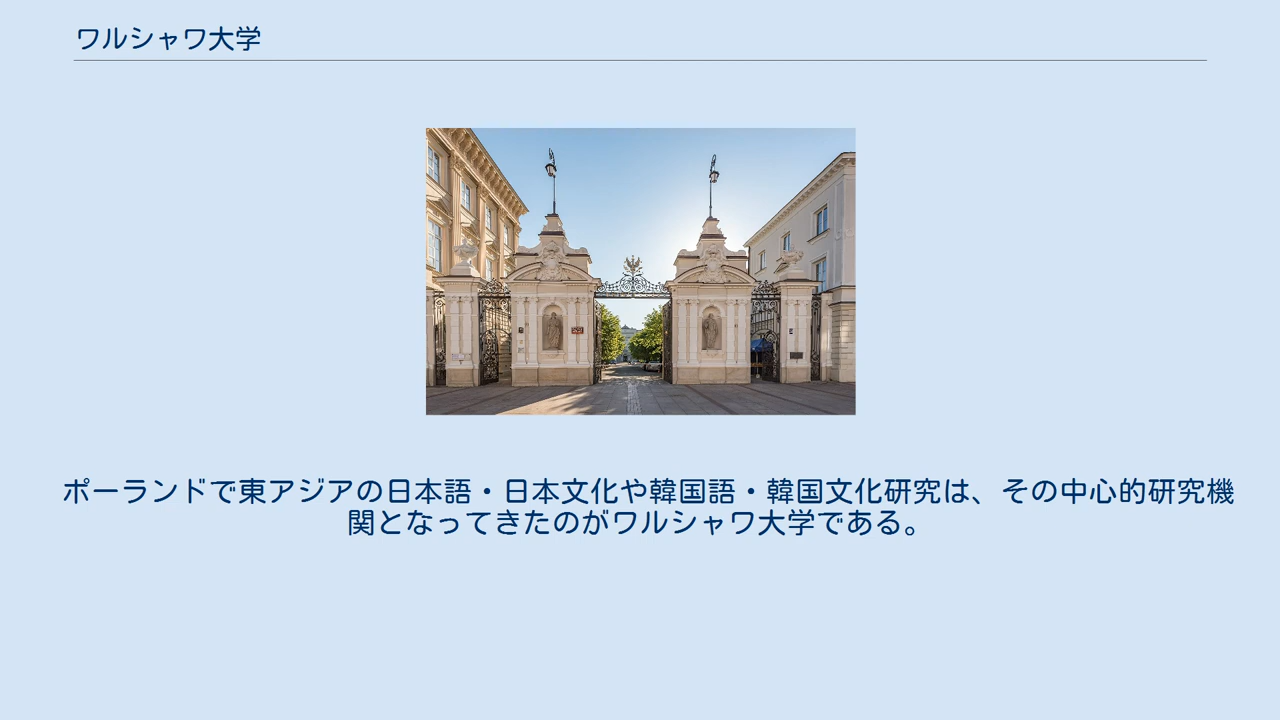 ワルシャワ大学
ポーランドで東アジアの日本語・日本文化や韓国語・韓国文化研究は、その中心的研究機
関となってきたのがワルシャワ大学である。